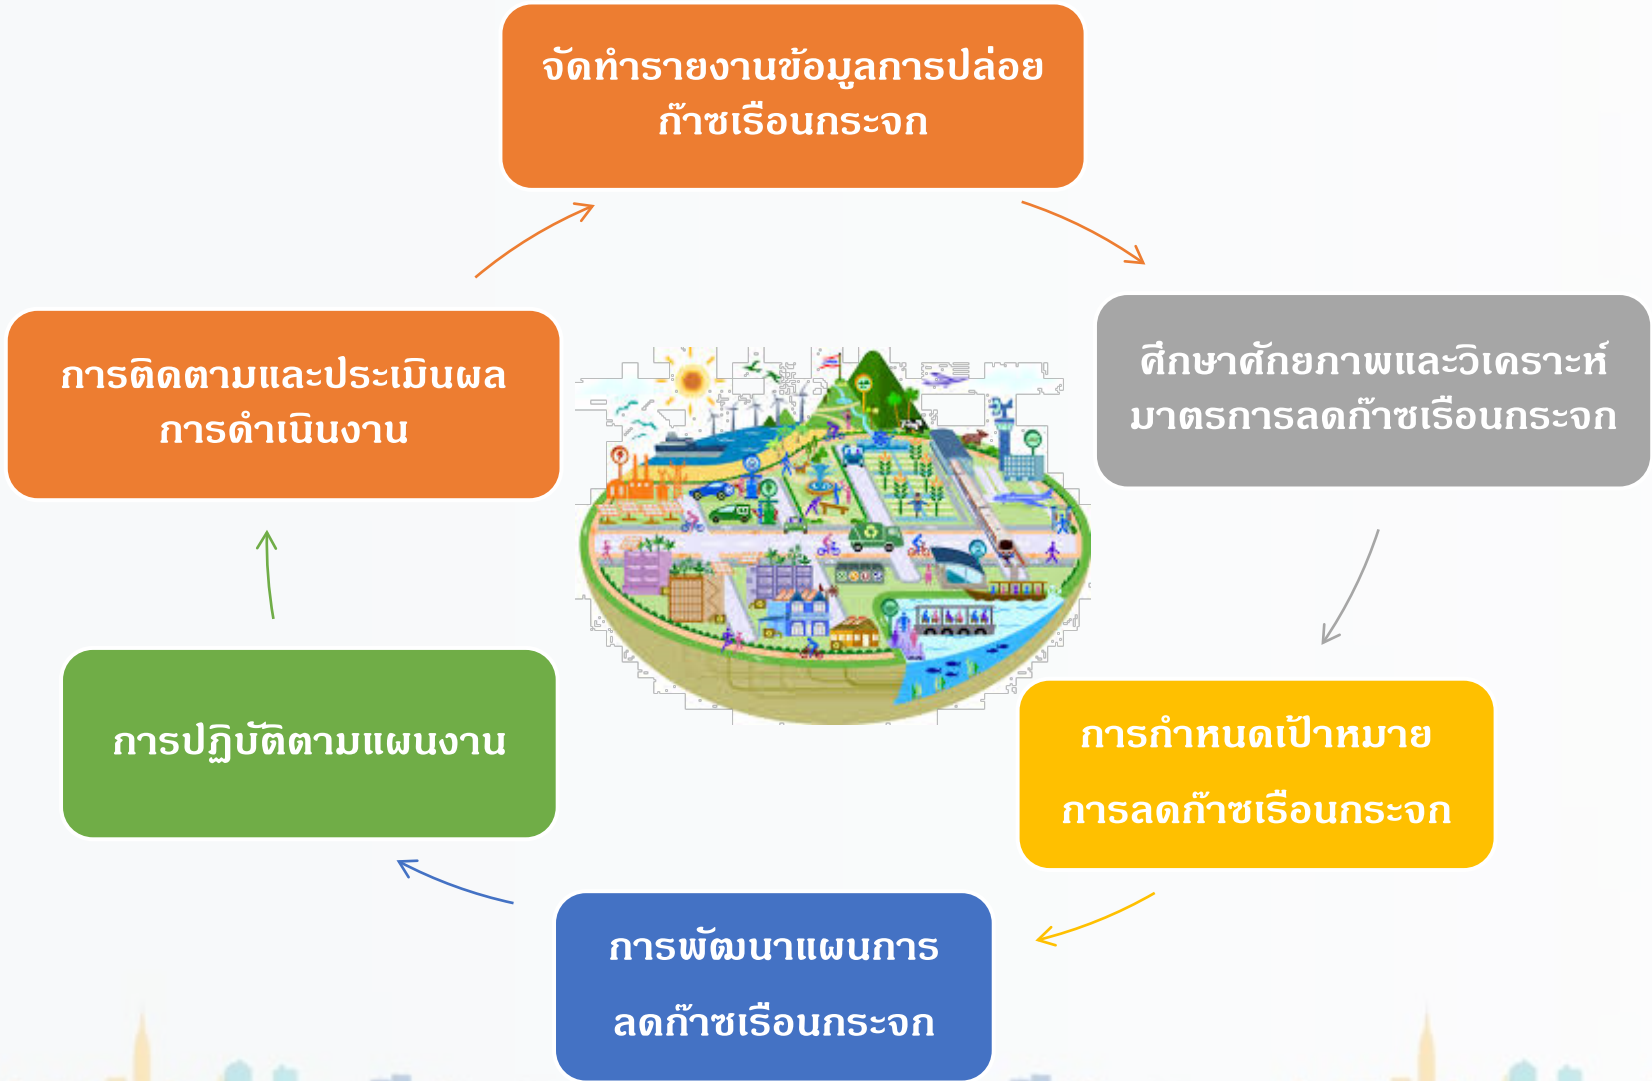 จัดทำรายงานข้อมูลการปล่อย
ก๊าซเรือนกระจก
ศึกษาศักยภาพและวิเคราะห์
มาตรการลดก๊าซเรือนกระจก
การกำหนดเป้าหมาย
การลดก๊าซเรือนกระจก
การพัฒนาแผนการ
ลดก๊าซเรือนกระจก
การปฏิบัติตามแผนงาน
การติดตามและประเมินผล
การดำเนินงาน